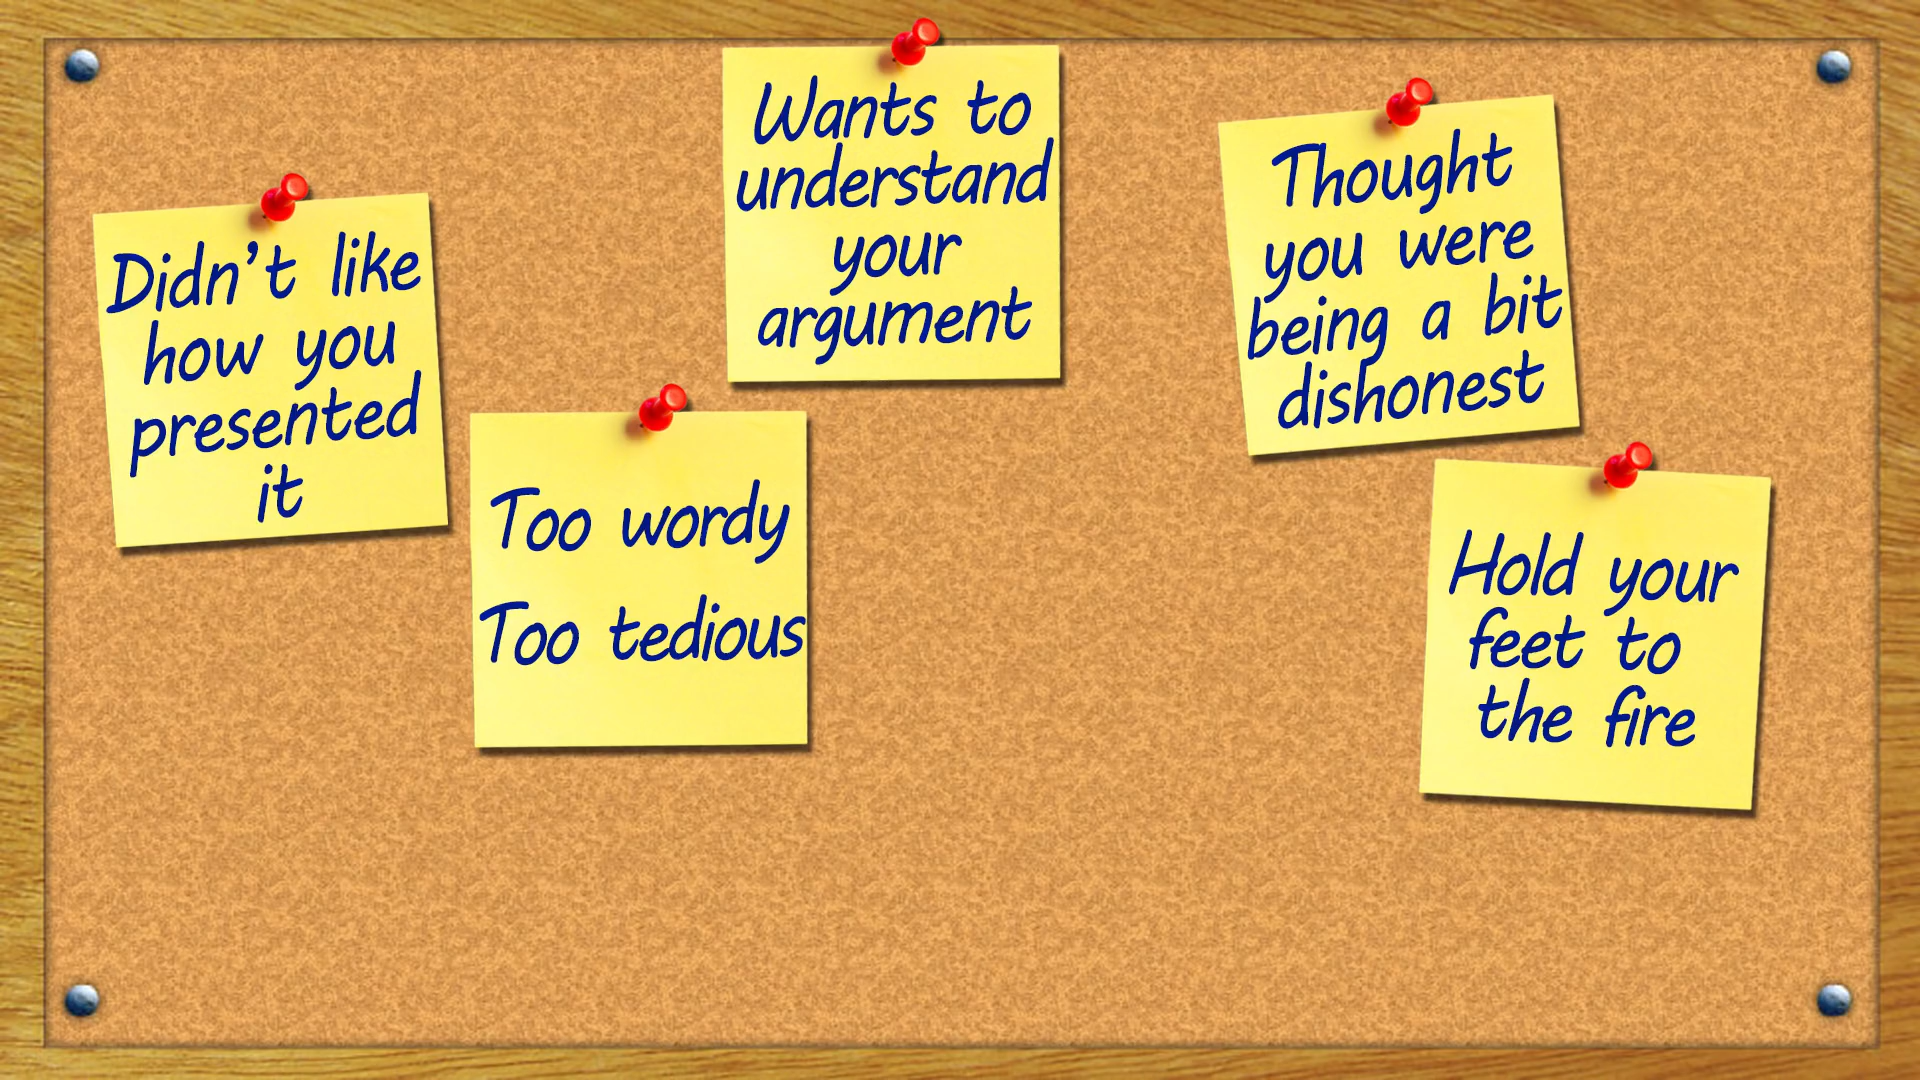 Didn't like
how you
presented
it
Too wordy
Too tedious
Wants to
understand
your
argument
Thought
you were
being a bit
dishonest
Hold your
feet to
the fire